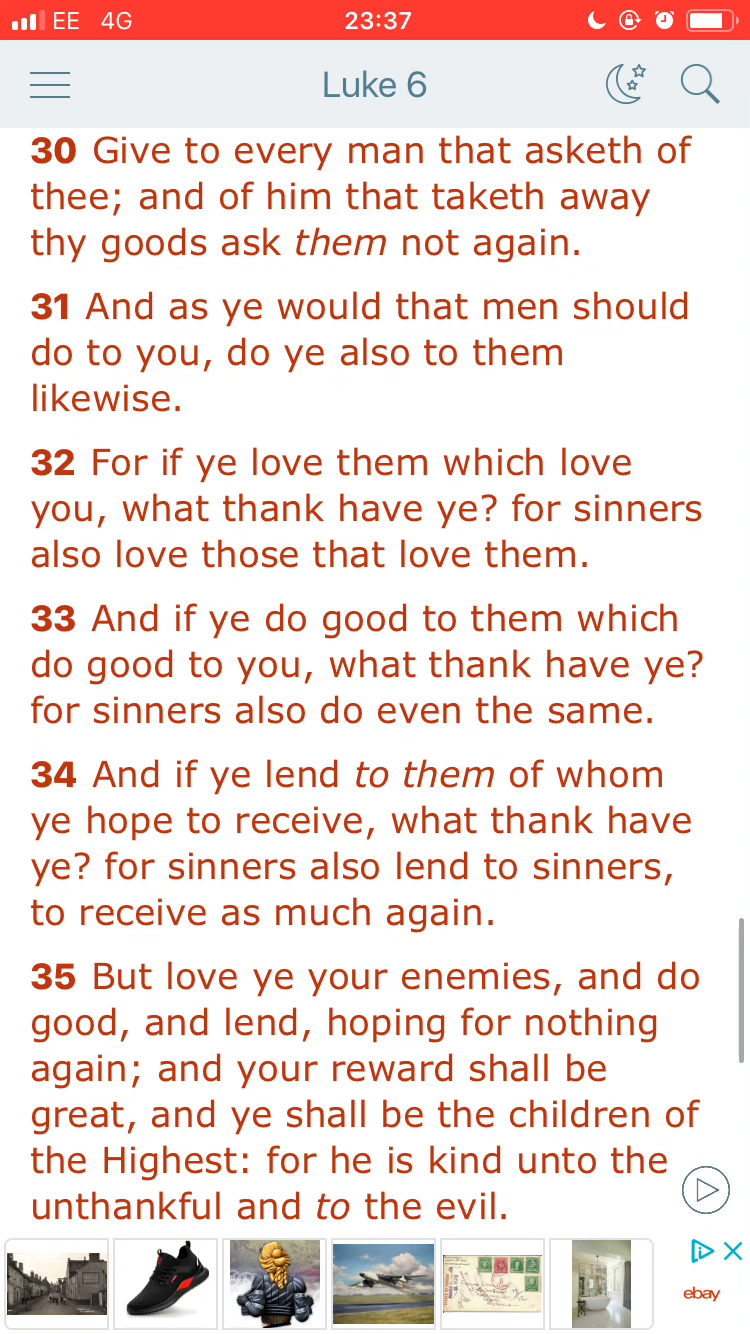 EE 4G 23:37
Luke 6
30 Give to every man that asketh of
thee; and of him that taketh away
thy goods ask them not again.
31 And as ye would that men should
do to you, do ye also to them
likewise.
32 For if ye love them which love
you, what thank have ye? for sinners
also love those that love them.
33 And if ye do good to them which
do good to you, what thank have ye?
for sinners also do even the same.
34 And if ye lend to them of whom
ye hope to receive, what thank have
ye? for sinners also lend to sinners,
to receive as much again.
35 But love ye your enemies, and do
good, and lend, hoping for nothing
again; and your reward shall be
great, and ye shall be the children of
the Highest: for he is kind unto the
unthankful and to the evil.
ebay